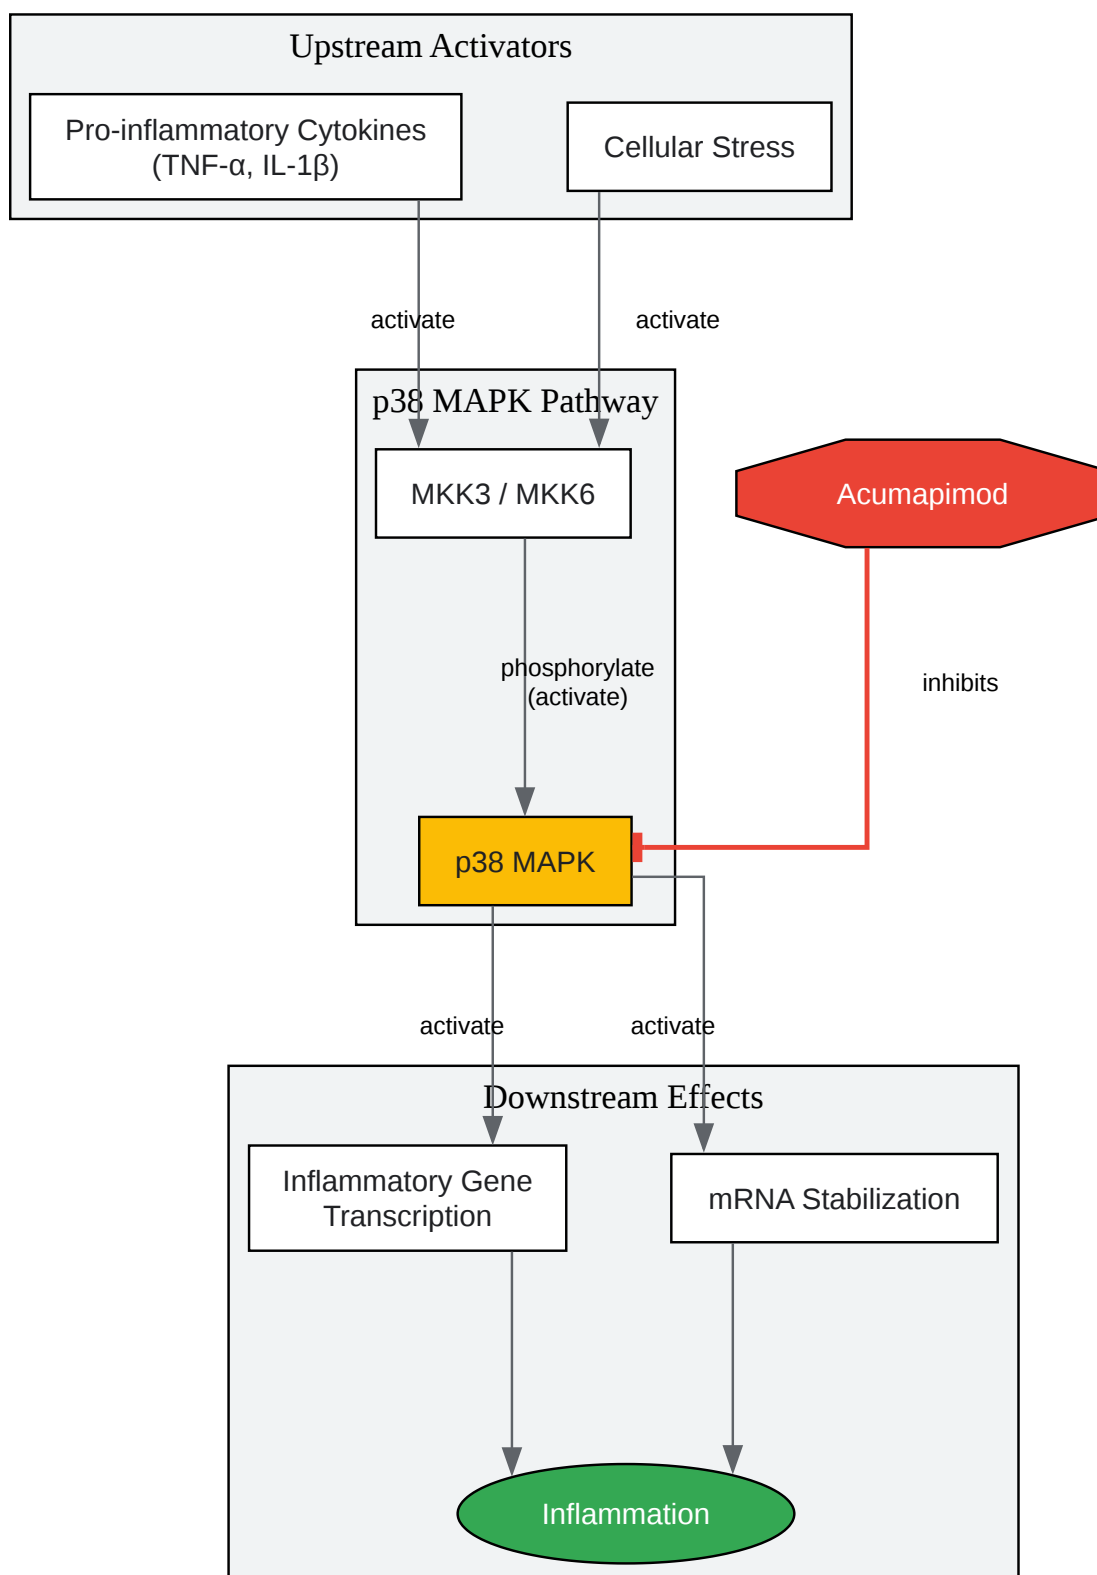 Upstream Activators
Pro-inflammatory Cytokines
(TNF-α, IL-1β)
Cellular Stress
activate
activate
p38 MAPK Pathway
MKK3 / MKK6
Acumapimod
phosphorylate
(activate)
inhibits
p38 MAPK
activate
activate
Downstream Effects
Inflammatory Gene
Transcription
mRNA Stabilization
Inflammation